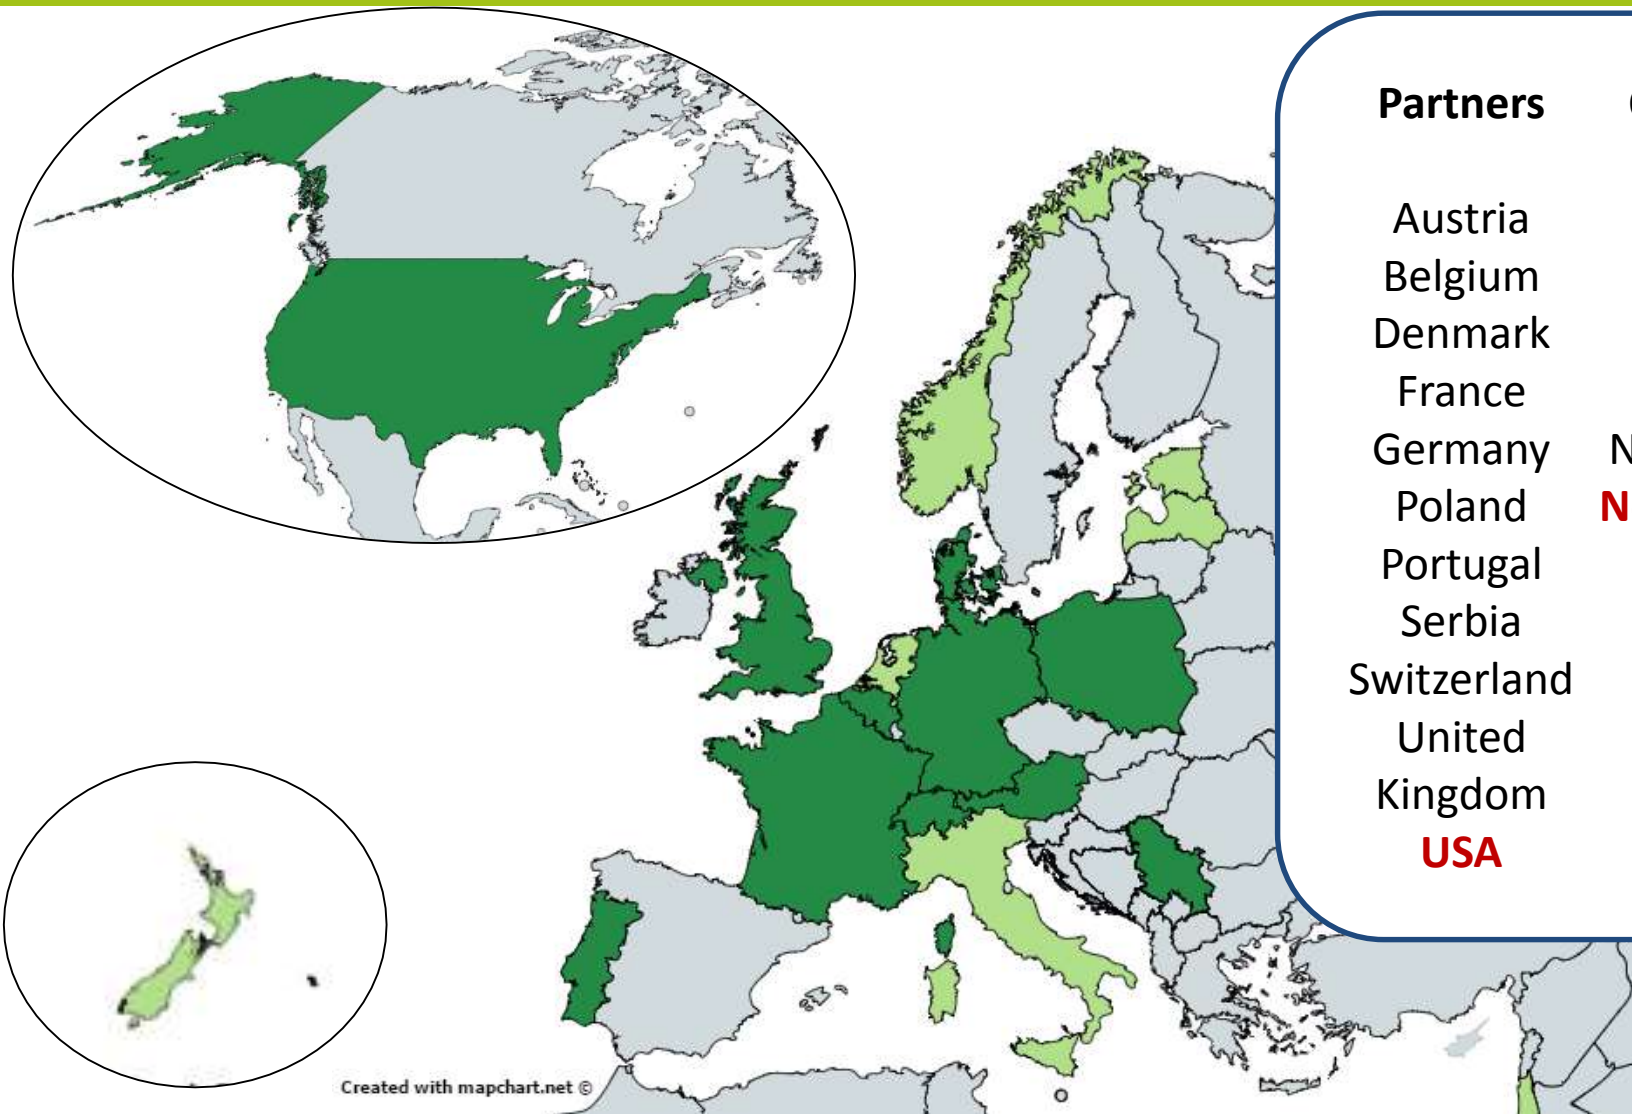 Partners
Austria
Belgium
Denmark
France
Germany N
Poland N
Portugal
Serbia
Switzerland
United
Kingdom
USA
Created with mapchart.net ©